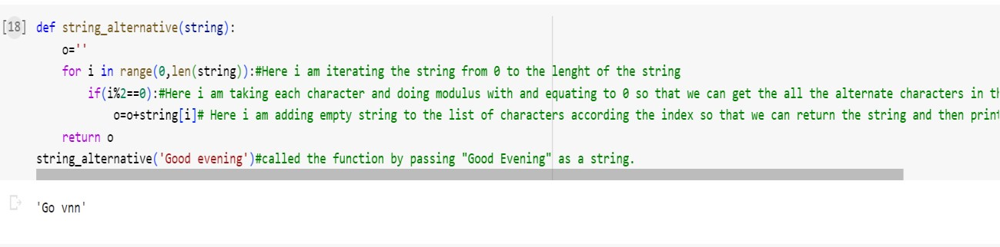 [18] def string_alternative(string):
o=''
for i in range(0,len(string)):#Here i am iterating the string from 0 to the lenght of the string
if(i%2==0):#Here i am taking each character and doing modulus with and equating to 0 so that we can get the all the alternate characters in th
o=o+string[i]# Here i am adding empty string to the list of characters according the index so that we can return the string and then print
return o
string_alternative('Good evening')#called the function by passing "Good Evening" as a string.
'Go vnn'